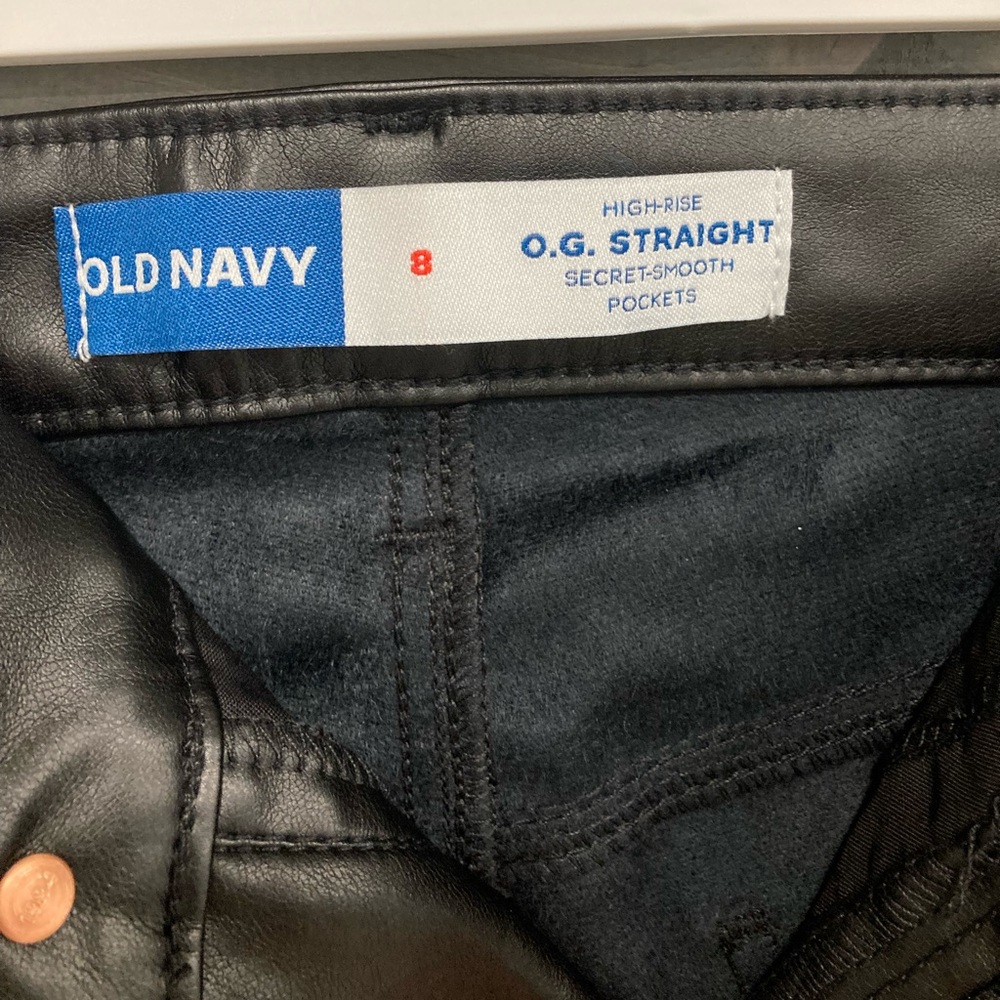 OLD NAVY
8
HIGH-RISE
O.G. STRAIGHT
SECRET-SMOOTH
POCKETS